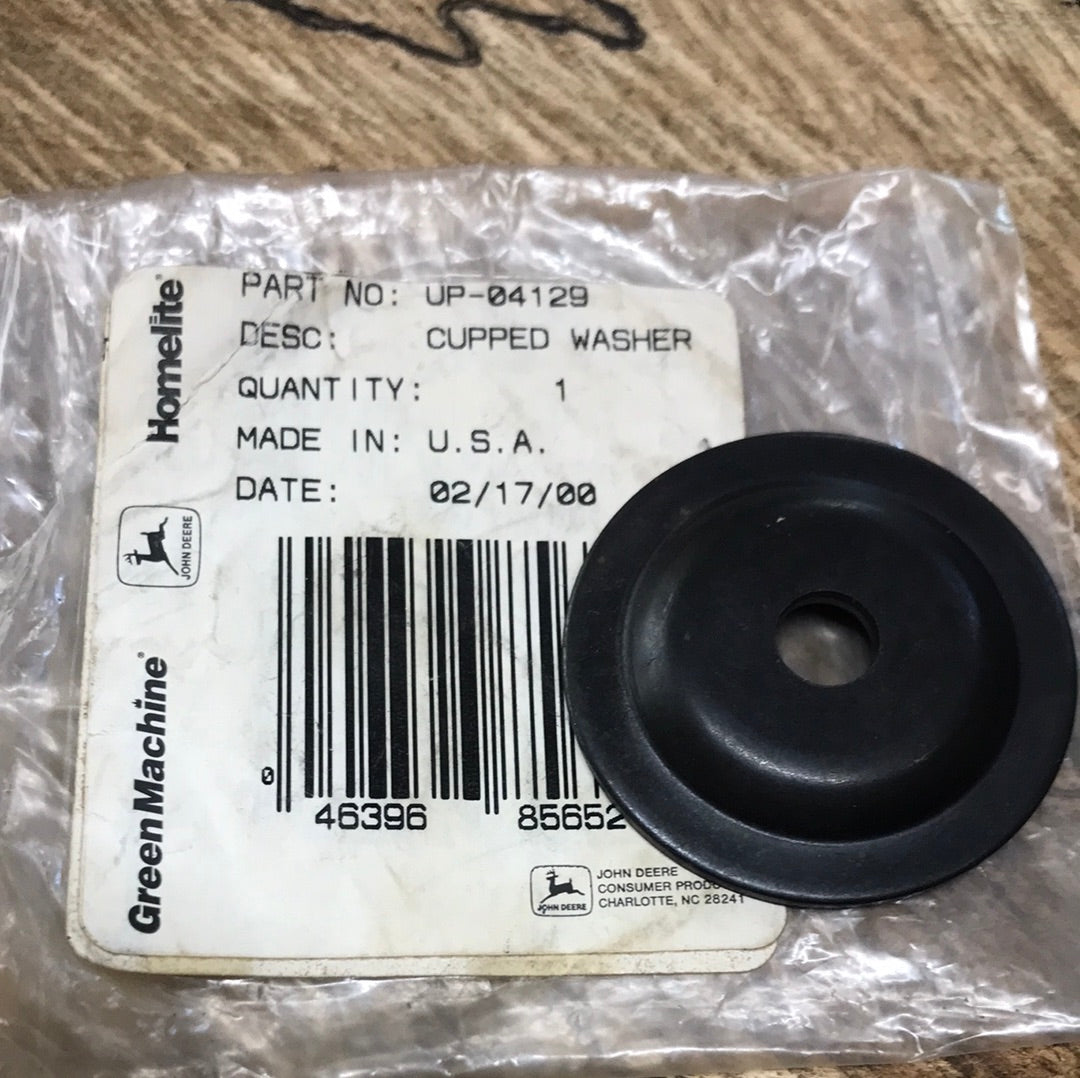 PART NO: UP-04129
DESC: CUPPED WASHER
QUANTITY: 1
MADE IN: U.S.A.
DATE: 02/17/00
Homelite
JOHN DEERE
GreenMachine
0 46396 85652
JOHN DEERE
JOHN DEERE
CONSUMER
CHARLOTTE, NC 28241